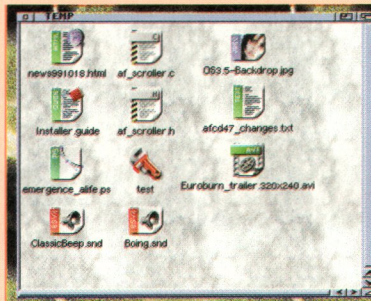 TEMP
news991018.html
af_scroller.c
OS3.5-Backdrop.jpg
Installer.guide
af_scroller.h
afcd47_changes.txt
emergence_alife.ps
test
Euroburn_trailer.320x240.avi
ClassicBeep.snd
Boing.snd